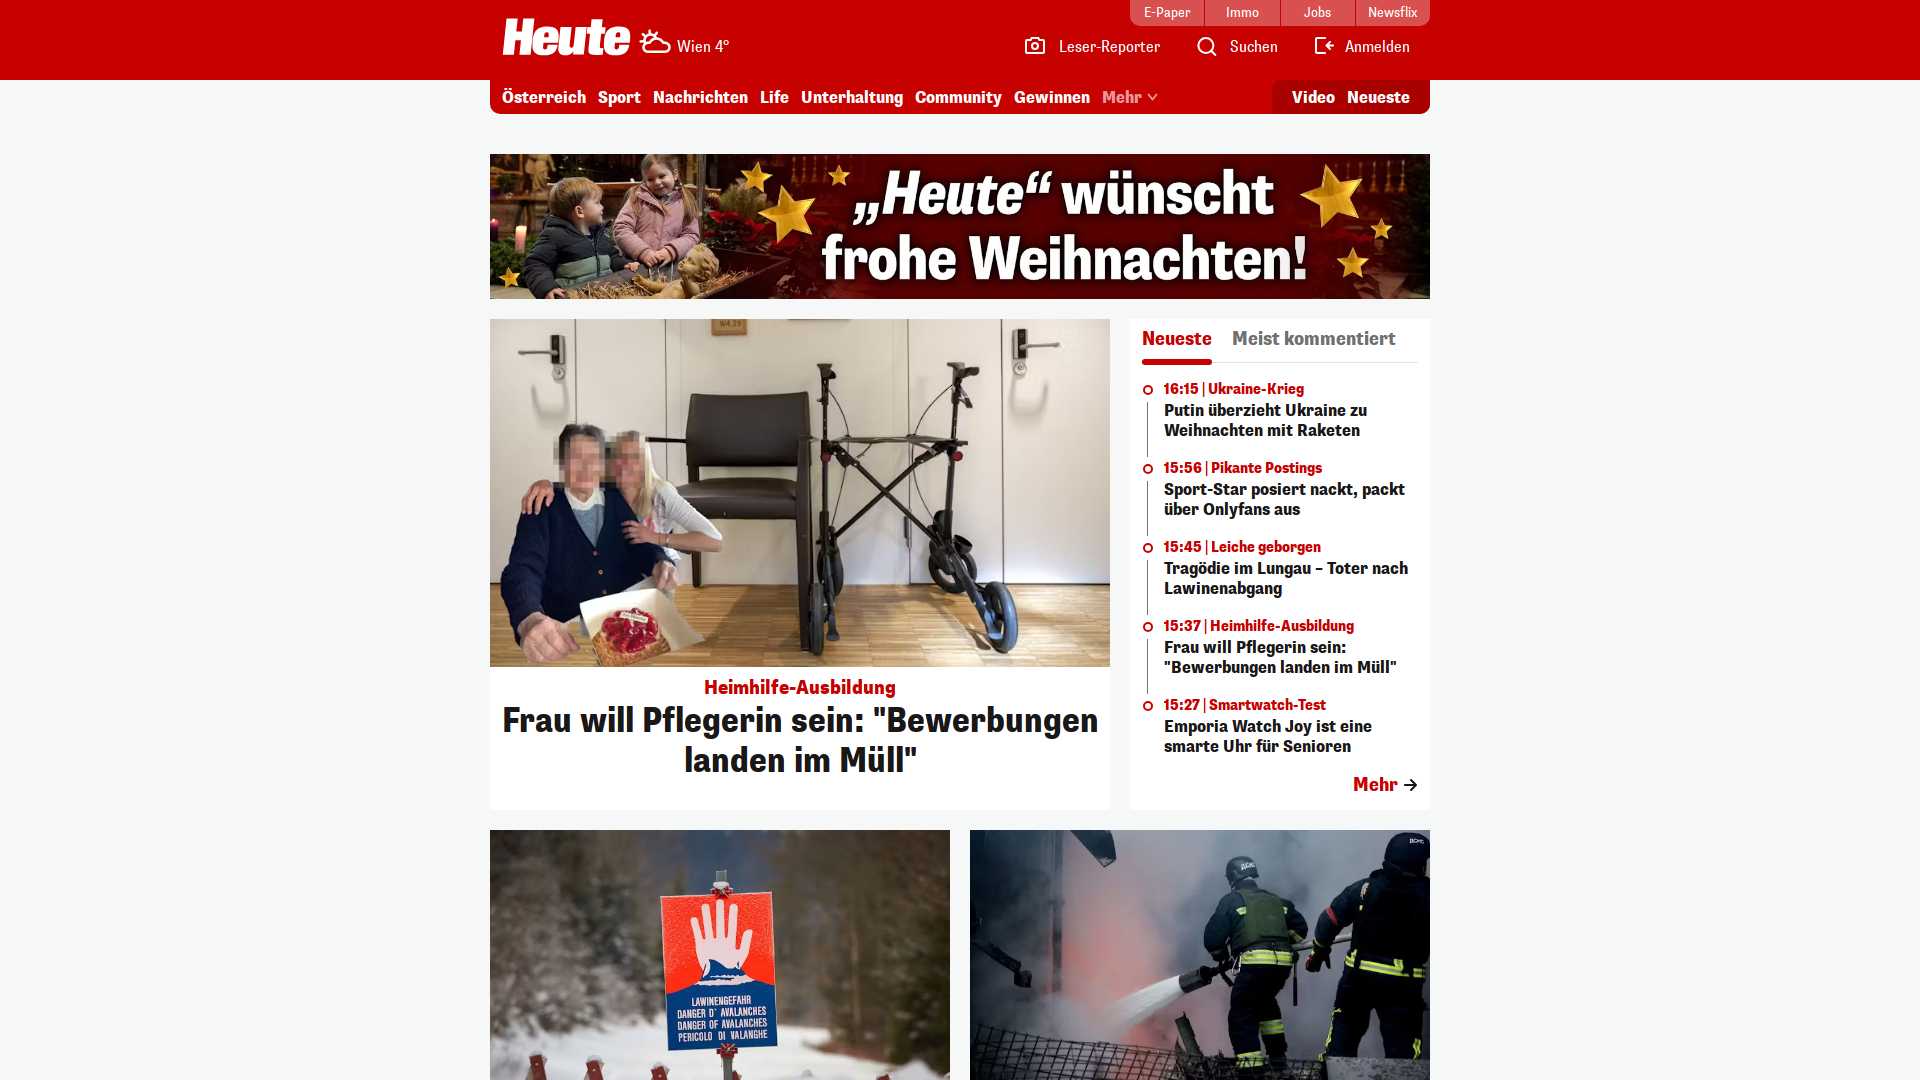 E-Paper
Immo
Jobs
Newsflix
Heute
Wien 4°
Leser-Reporter
Suchen
Anmelden
Österreich
Sport
Nachrichten
Life
Unterhaltung
Community
Gewinnen
Mehr
Video
Neueste
„Heute“ wünscht
frohe Weihnachten!
Heimhilfe-Ausbildung
Frau will Pflegerin sein: "Bewerbungen
landen im Müll"
Neueste
Meist kommentiert
16:15 | Ukraine-Krieg
Putin überzieht Ukraine zu
Weihnachten mit Raketen
15:56 | Pikante Postings
Sport-Star posiert nackt, packt
über Onlyfans aus
15:45 | Leiche geborgen
Tragödie im Lungau – Toter nach
Lawinenabgang
15:37 | Heimhilfe-Ausbildung
Frau will Pflegerin sein:
"Bewerbungen landen im Müll"
15:27 | Smartwatch-Test
Emporia Watch Joy ist eine
smarte Uhr für Senioren
Mehr
LAWINENGEFAHR
DANGER D' AVALANCHES
DANGER OF AVALANCHES
PERICOLO DI VALANGHE